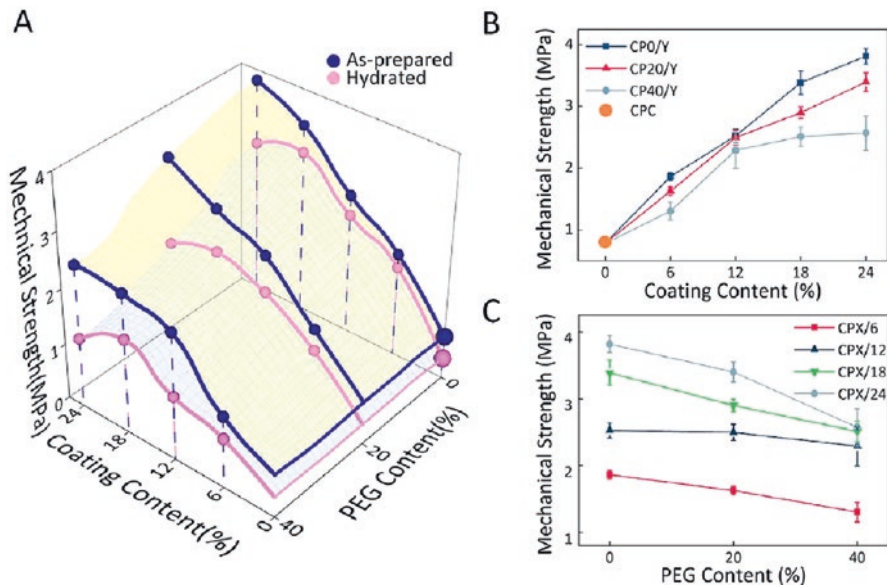 A
As-prepared
Hydrated
Mechnical Strength(MPa)
4
3
2
1
0
24
18
12
6
0
Coating Content(%)
0
20
40
PEG Content(%)
B
Mechanical Strength (MPa)
4
3
2
1
CP0/Y
CP20/Y
CP40/Y
CPC
0 6 12 18 24
Coating Content (%)
C
Mechanical Strength (MPa)
4
3
2
1
CPX/6
CPX/12
CPX/18
CPX/24
0 20 40
PEG Content (%)